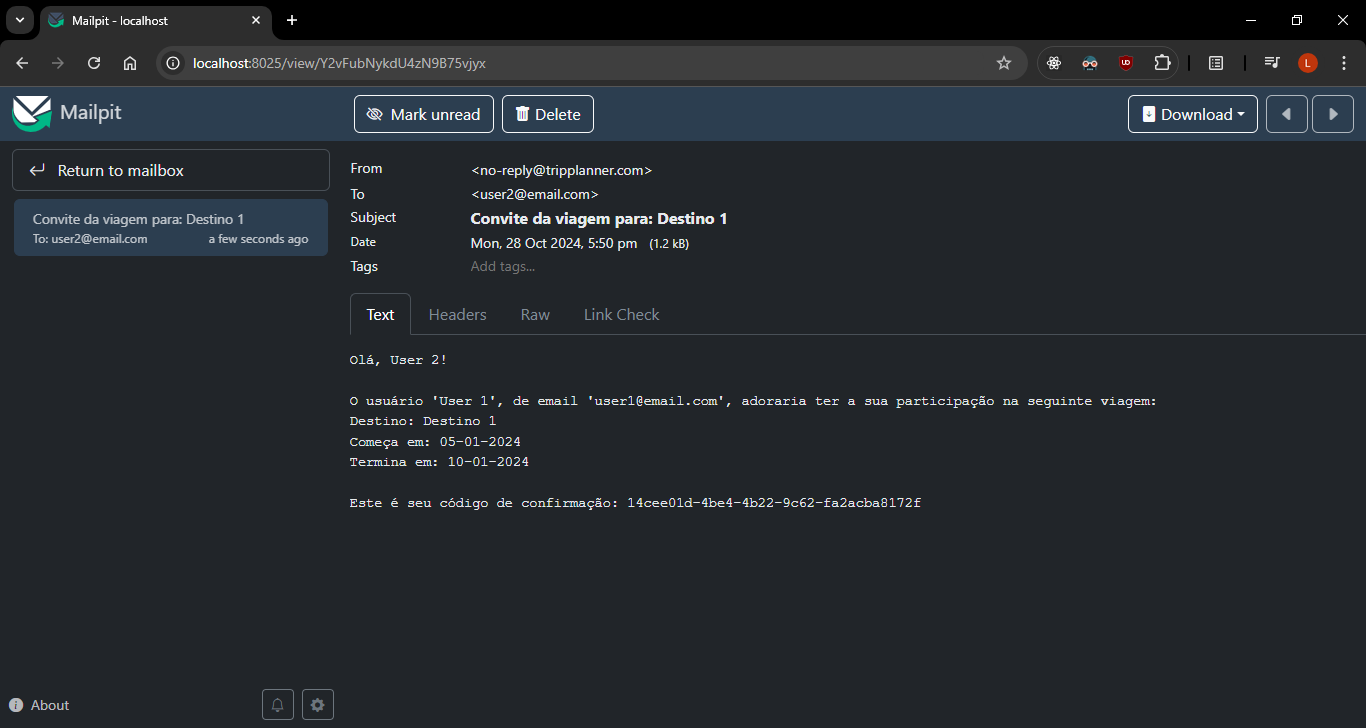 Mailpit - localhost
localhost:8025/view/Y2vFubNykdU4zN9B75vjyx
L
Mailpit
Mark unread
Delete
Download
Return to mailbox
Convite da viagem para: Destino 1
To: user2@email.com a few seconds ago
From <no-reply@tripplanner.com>
To <user2@email.com>
Subject Convite da viagem para: Destino 1
Date Mon, 28 Oct 2024, 5:50 pm (1.2 kB)
Tags Add tags...
Text Headers Raw Link Check
Olá, User 2!
O usuário 'User 1', de email 'user1@email.com', adoraria ter a sua participação na seguinte viagem:
Destino: Destino 1
Começa em: 05-01-2024
Termina em: 10-01-2024
Este é seu código de confirmação: 14cee01d-4be4-4b22-9c62-fa2acba8172f
About